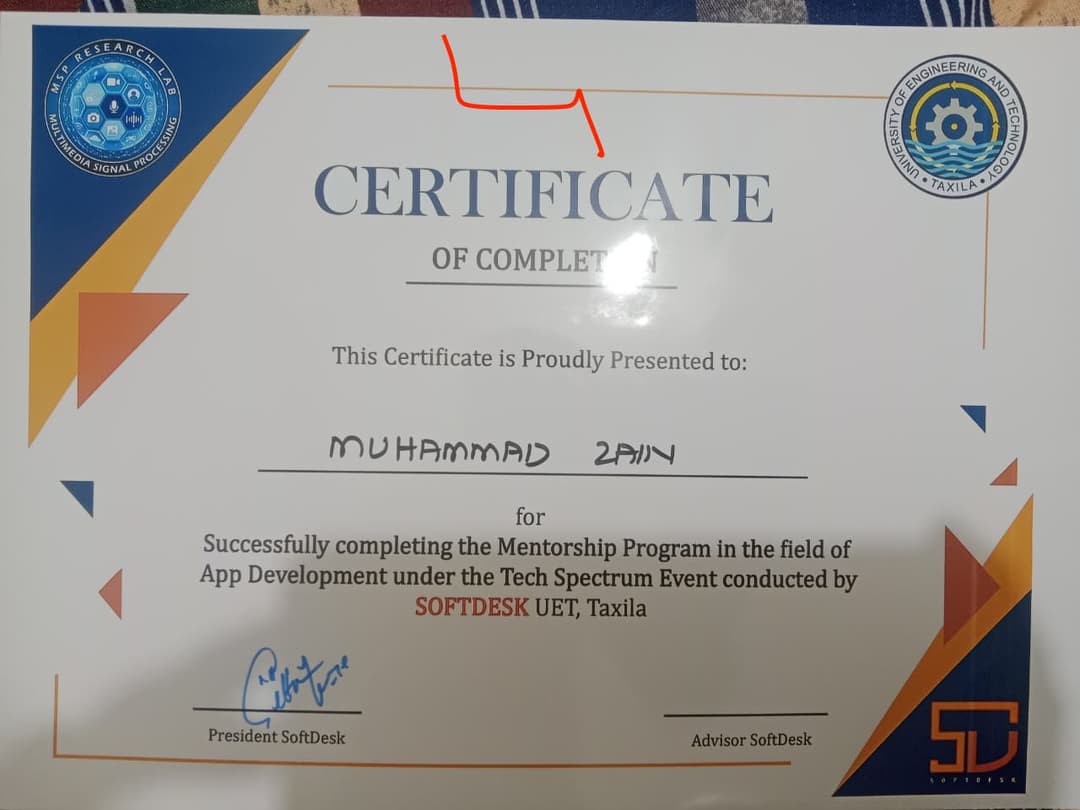 MSP RESEARCH LAB
MULTIMEDIA SIGNAL PROCESSING
UNIVERSITY OF ENGINEERING AND TECHNOLOGY
• TAXILA •
CERTIFICATE
OF
This Certificate is Proudly Presented to:
MUHAMMAD ZAIN
for
Successfully completing the Mentorship Program in the field of
App Development under the Tech Spectrum Event conducted by
SOFTDESK UET, Taxila
President SoftDesk
Advisor SoftDesk
SD
SOFTDESK